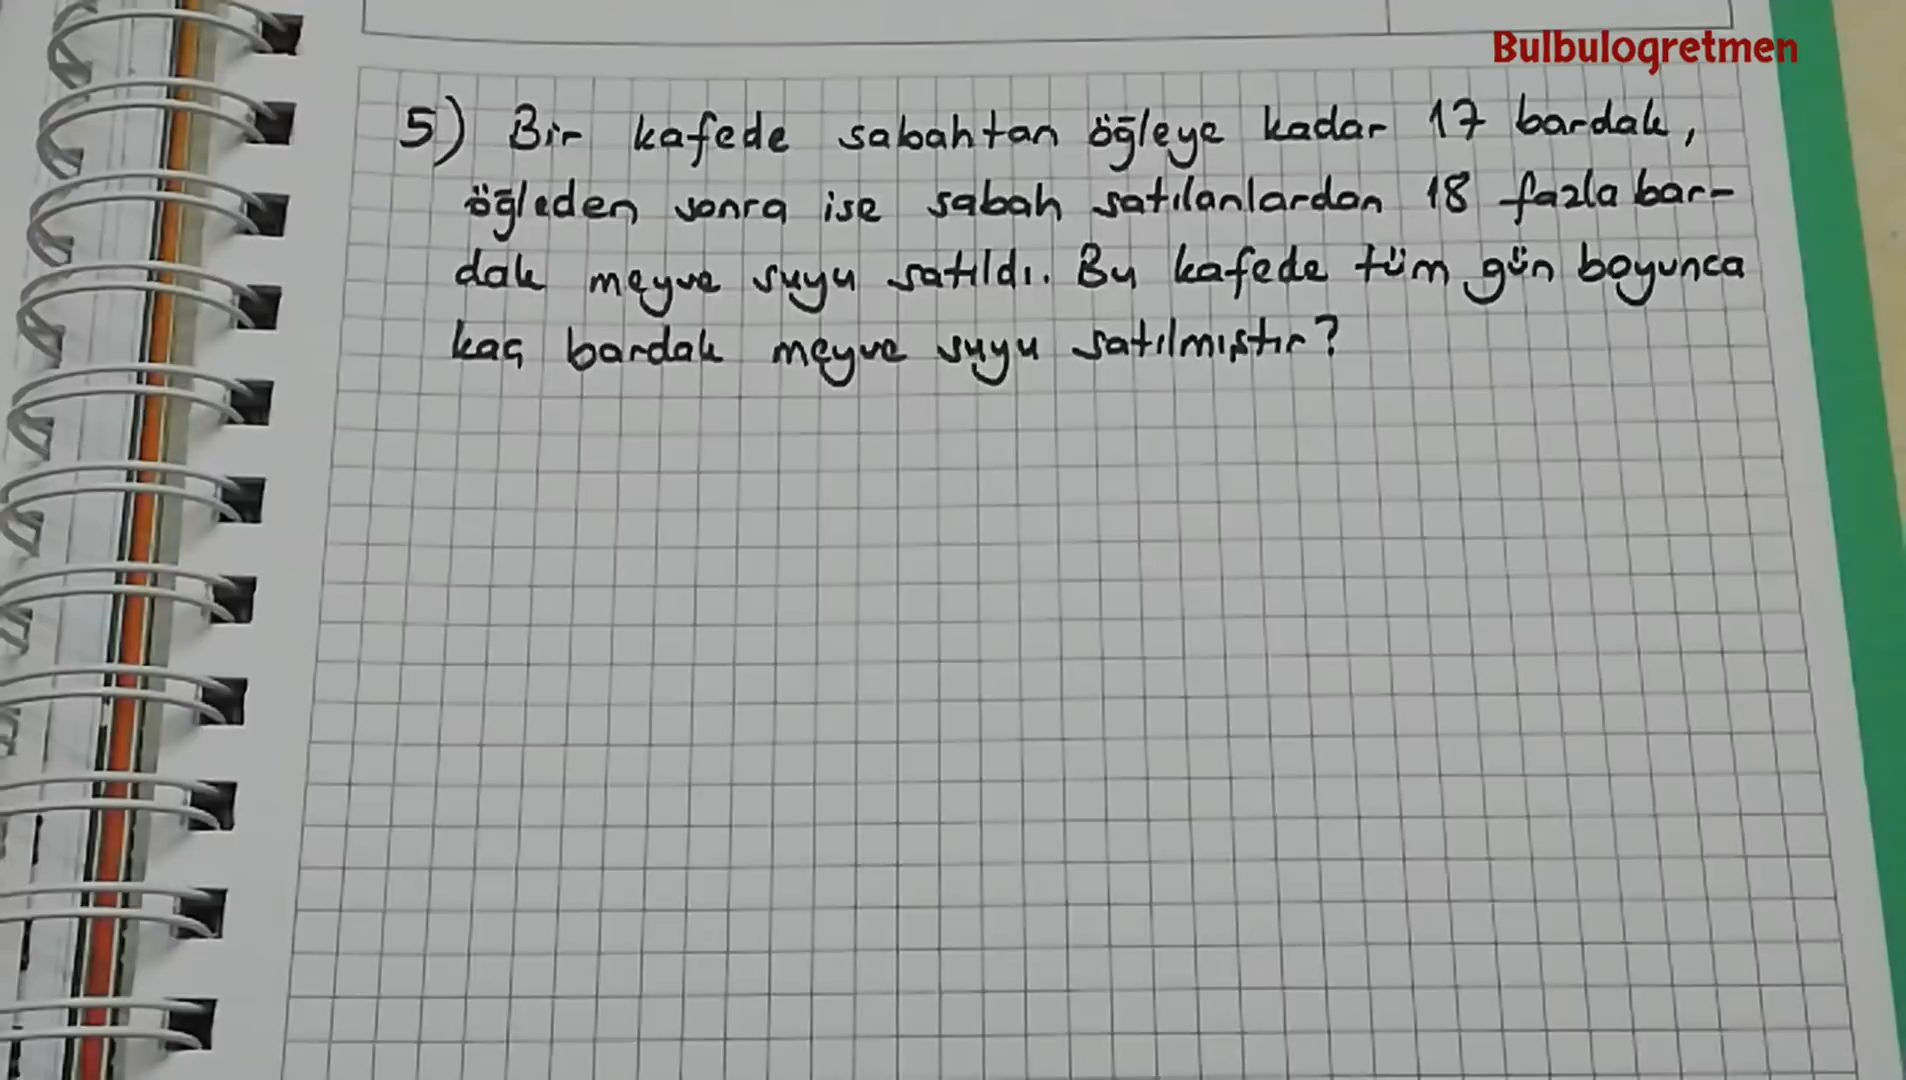 Bulbulogretmen
5) Bir kafede sabahtan öğleye kadar 17 bardak,
öğleden sonra ise sabah satılanlardan 18 fazla bar-
dak meyve suyu satıldı. Bu kafede tüm gün boyunca
kaç bardak meyve suyu satılmıştır?